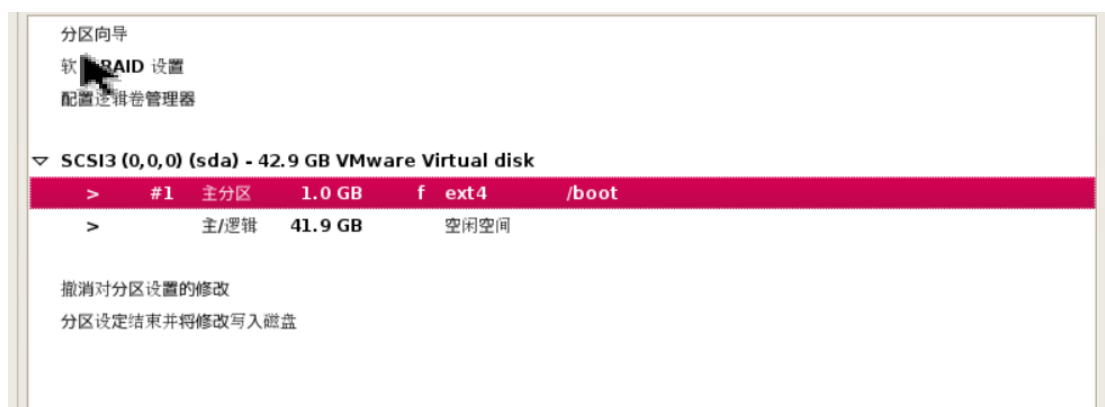 分区向导
软 RAID 设置
配置逻辑卷管理器
▽ SCSI3 (0,0,0) (sda) - 42.9 GB VMware Virtual disk
> #1 主分区 1.0 GB f ext4 /boot
> 主/逻辑 41.9 GB 空闲空间
撤消对分区设置的修改
分区设定结束并将修改写入磁盘